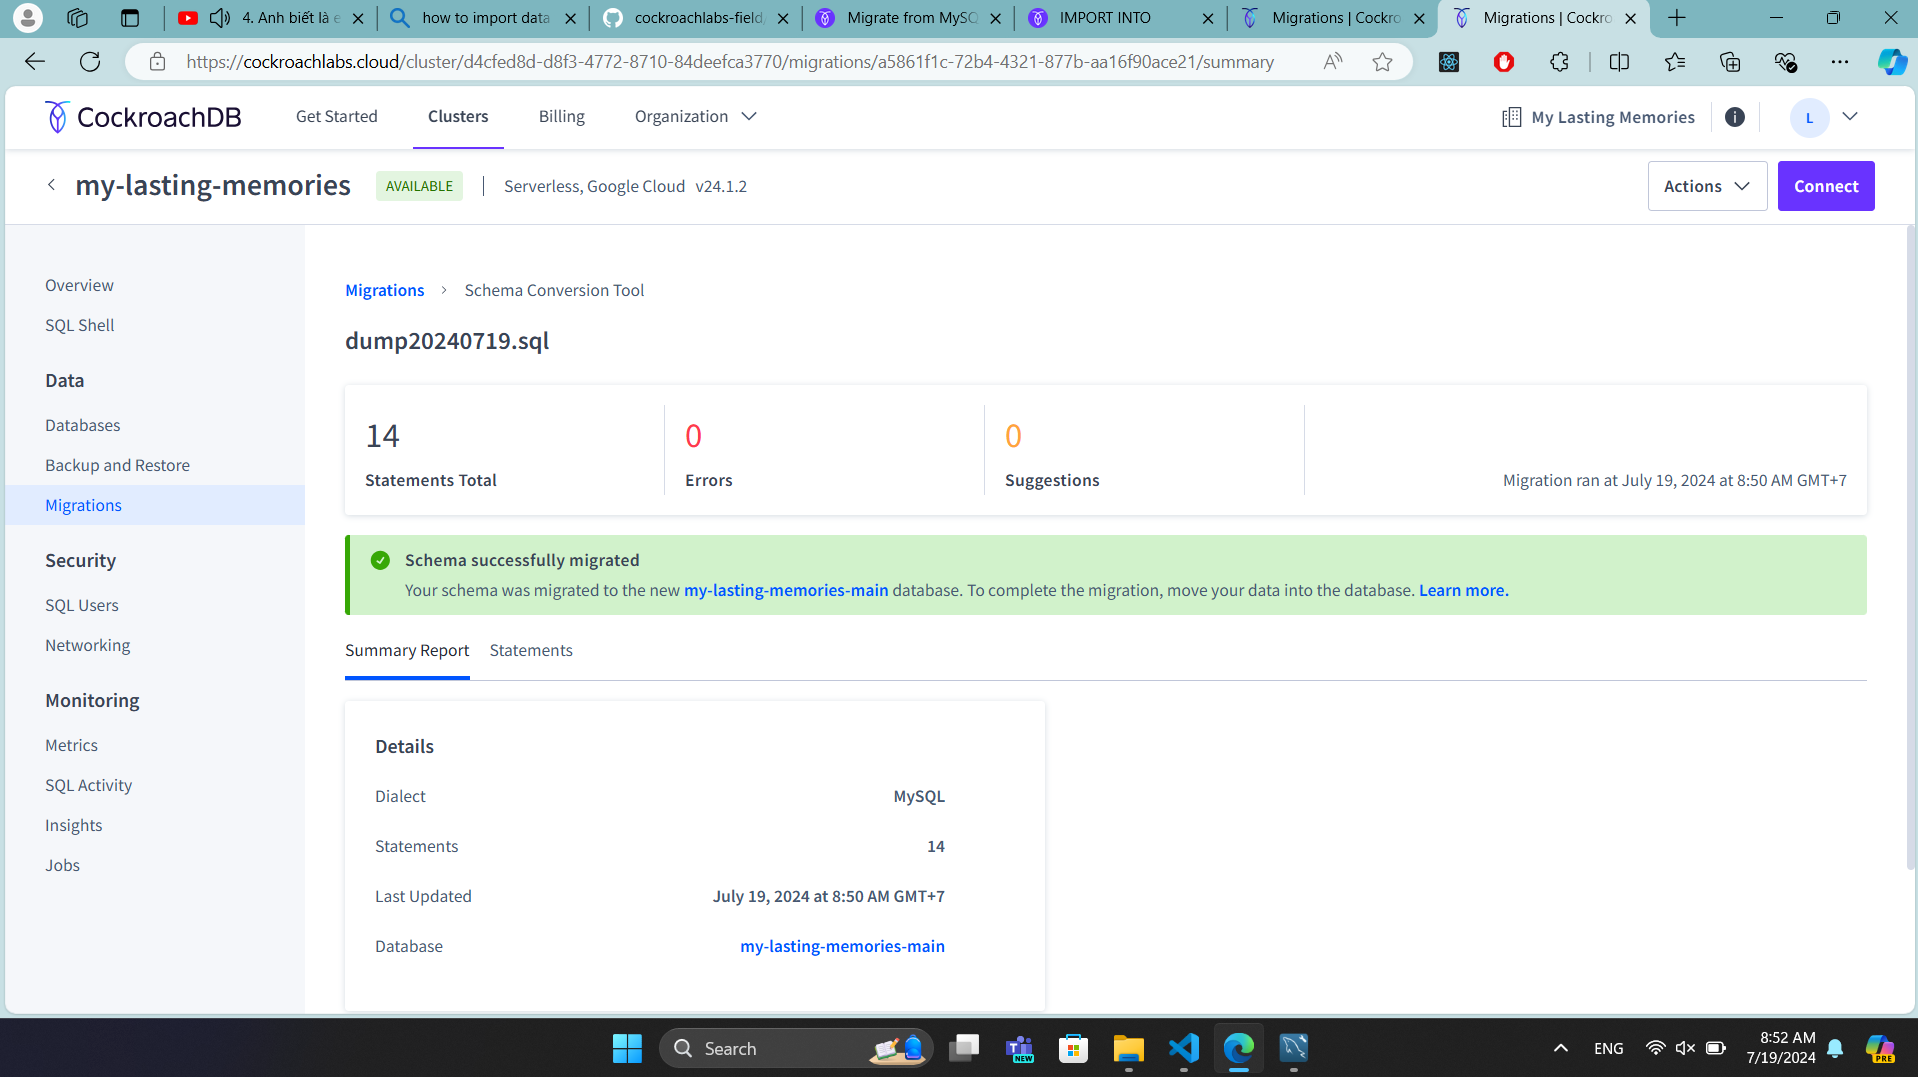 4. Anh biết là e
how to import data
cockroachlabs-field
Migrate from MySQ
IMPORT INTO
Migrations | Cockro
Migrations | Cockro
https://cockroachlabs.cloud/cluster/d4cfed8d-d8f3-4772-8710-84deefca3770/migrations/a5861f1c-72b4-4321-877b-aa16f90ace21/summary
CockroachDB
Get Started
Clusters
Billing
Organization
My Lasting Memories
L
my-lasting-memories
AVAILABLE
Serverless, Google Cloud v24.1.2
Actions
Connect
Overview
SQL Shell
Data
Databases
Backup and Restore
Migrations
Security
SQL Users
Networking
Monitoring
Metrics
SQL Activity
Insights
Jobs
Migrations > Schema Conversion Tool
dump20240719.sql
14
Statements Total
0
Errors
0
Suggestions
Migration ran at July 19, 2024 at 8:50 AM GMT+7
Schema successfully migrated
Your schema was migrated to the new my-lasting-memories-main database. To complete the migration, move your data into the database. Learn more.
Summary Report
Statements
Details
Dialect MySQL
Statements 14
Last Updated July 19, 2024 at 8:50 AM GMT+7
Database my-lasting-memories-main
Search
NEW
ENG
8:52 AM
7/19/2024
PRE